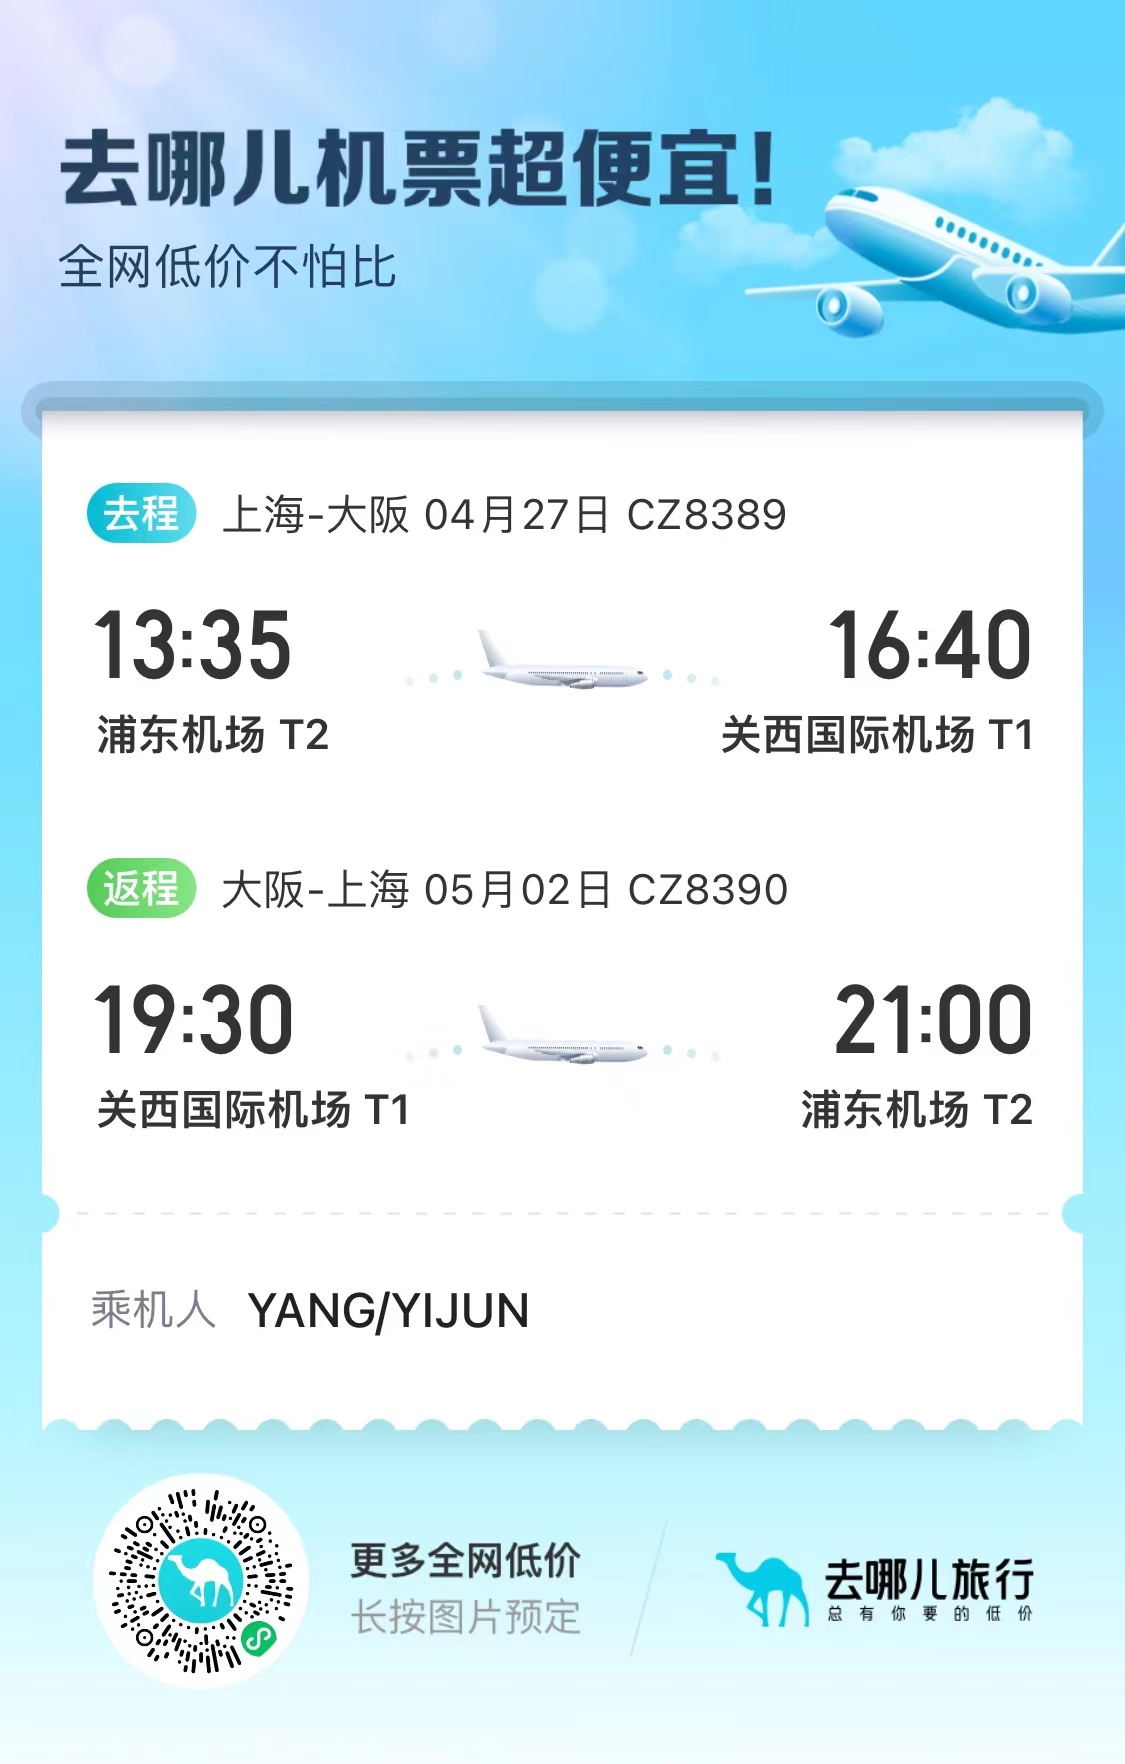 去哪儿机票超便宜!
全网低价不怕比
去程 上海-大阪 04月27日 CZ8389
13:35 16:40
浦东机场 T2 关西国际机场 T1
返程 大阪-上海 05月02日 CZ8390
19:30 21:00
关西国际机场 T1 浦东机场 T2
乘机人 YANG/YIJUN
更多全网低价
长按图片预定
去哪儿旅行
总有你要的低价